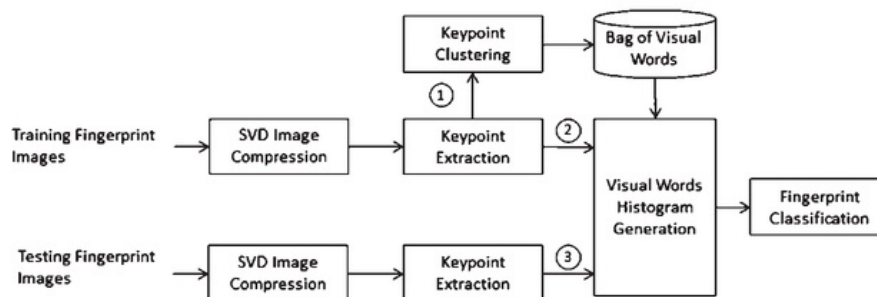 Keypoint
Clustering
Bag of Visual
Words
1
Training Fingerprint
Images
SVD Image
Compression
Keypoint
Extraction
2
Visual Words
Histogram
Generation
Fingerprint
Classification
Testing Fingerprint
Images
SVD Image
Compression
Keypoint
Extraction
3